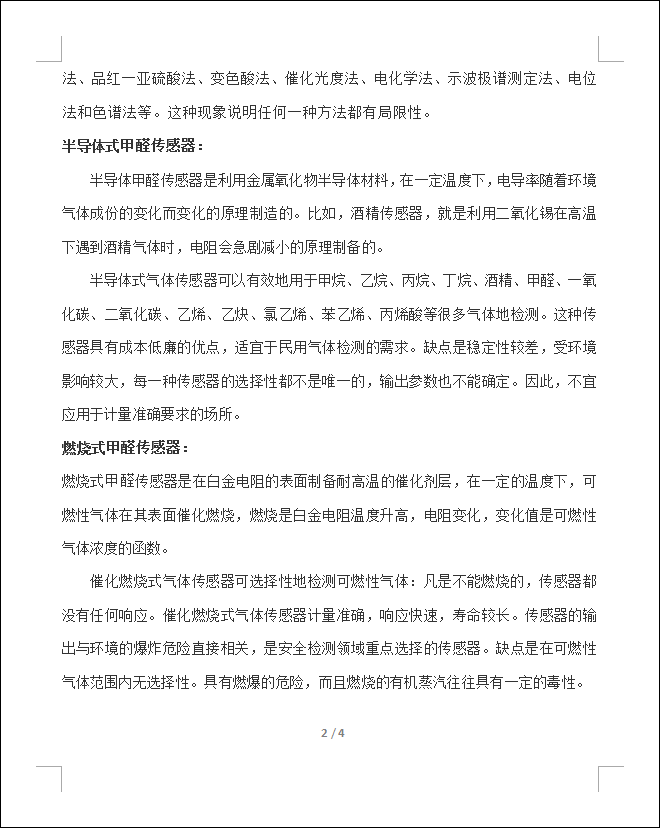 法、品红一亚硫酸法、变色酸法、催化光度法、电化学法、示波极谱测定法、电位
法和色谱法等。这种现象说明任何一种方法都有局限性。
半导体式甲醛传感器：
半导体甲醛传感器是利用金属氧化物半导体材料，在一定温度下，电导率随着环境
气体成份的变化而变化的原理制造的。比如，酒精传感器，就是利用二氧化锡在高温
下遇到酒精气体时，电阻会急剧减小的原理制备的。
半导体式气体传感器可以有效地用于甲烷、乙烷、丙烷、丁烷、酒精、甲醛、一氧
化碳、二氧化碳、乙烯、乙炔、氯乙烯、苯乙烯、丙烯酸等很多气体地检测。这种传
感器具有成本低廉的优点，适宜于民用气体检测的需求。缺点是稳定性较差，受环境
影响较大，每一种传感器的选择性都不是唯一的，输出参数也不能确定。因此，不宜
应用于计量准确要求的场所。
燃烧式甲醛传感器：
燃烧式甲醛传感器是在白金电阻的表面制备耐高温的催化剂层，在一定的温度下，可
燃性气体在其表面催化燃烧，燃烧是白金电阻温度升高，电阻变化，变化值是可燃性
气体浓度的函数。
催化燃烧式气体传感器可选择性地检测可燃性气体：凡是不能燃烧的，传感器都
没有任何响应。催化燃烧式气体传感器计量准确，响应快速，寿命较长。传感器的输
出与环境的爆炸危险直接相关，是安全检测领域重点选择的传感器。缺点是在可燃性
气体范围内无选择性。具有燃爆的危险，而且燃烧的有机蒸汽往往具有一定的毒性。
2 / 4